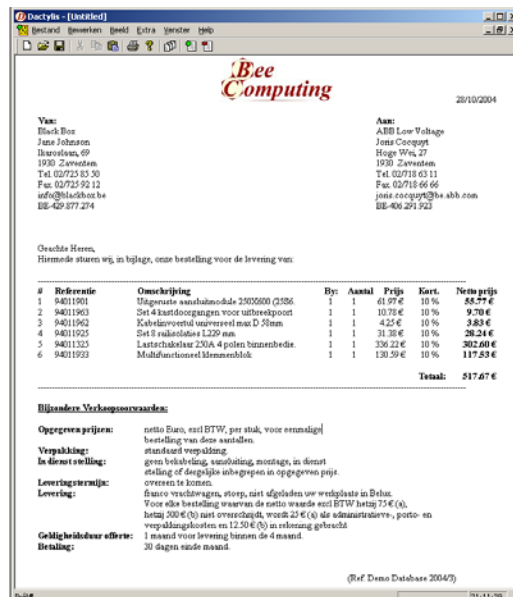 Dactylis - [Untitled]
Bestand Bewerken Beeld Extra Venster Help
Bee
Computing
28/10/2004
Van:
Black Box
Jane Johnson
Ikaroslaan, 69
1930 Zaventem
Tel. 02/725 85 50
Fax. 02/725 92 12
info@blackbox.be
BE-429.877.274
Aan:
ABB Low Voltage
Joris Cocquyt
Hoge Wei, 27
1930 Zaventem
Tel. 02/718 63 11
Fax. 02/718 66 66
joris.cocquyt@be.abb.com
BE-406.291.923
Geachte Heren,
Hiermede sturen wij, in bijlage, onze bestelling voor de levering van:
# Referentie Omschrijving By: Aantal Prijs Kort. Netto prijs
1 94011901 Uitgeruste aansluitmodule 250X600 (25S6. 1 1 61.97 € 10 % 55.77 €
2 94011963 Set 4 kastdoorgangen voor uitbreekpoort 1 1 10.78 € 10 % 9.70 €
3 94011962 Kabelinvoertul universeel max D 58mm 1 1 4.25 € 10 % 3.83 €
4 94011925 Set 8 railisolaties L229 mm 1 1 31.38 € 10 % 28.24 €
5 94011325 Lastschakelaar 250A 4 polen binnenbedie. 1 1 336.22 € 10 % 302.60 €
6 94011933 Multifunctioneel klemmenblok 1 1 130.59 € 10 % 117.53 €
Totaal: 517.67 €
Bijzondere Verkoopsvoorwaarden:
Opgegeven prijzen: netto Euro, excl BTW, per stuk, voor eenmalige
bestelling van deze aantallen.
Verpakking: standaard verpakking.
In dienst stelling: geen bekabeling, aansluiting, montage, in dienst
stelling of dergelijke inbegrepen in opgegeven prijs.
Leveringstermijn: overeen te komen.
Levering: franco vrachtwagen, stoep, niet afgeladen uw werkplaats in Belux.
Voor elke bestelling waarvan de netto waarde excl BTW hetzij 75 € (a),
hetzij 500 € (b) niet overschrijdt, wordt 25 € (a) als administratieve-, porto- en
verpakkingskosten en 12.50 € (b) in rekening gebracht
Geldigheidsduur offerte: 1 maand voor levering binnen de 4 maand.
Betaling: 30 dagen einde maand.
(Ref. Demo Database 2004/3)